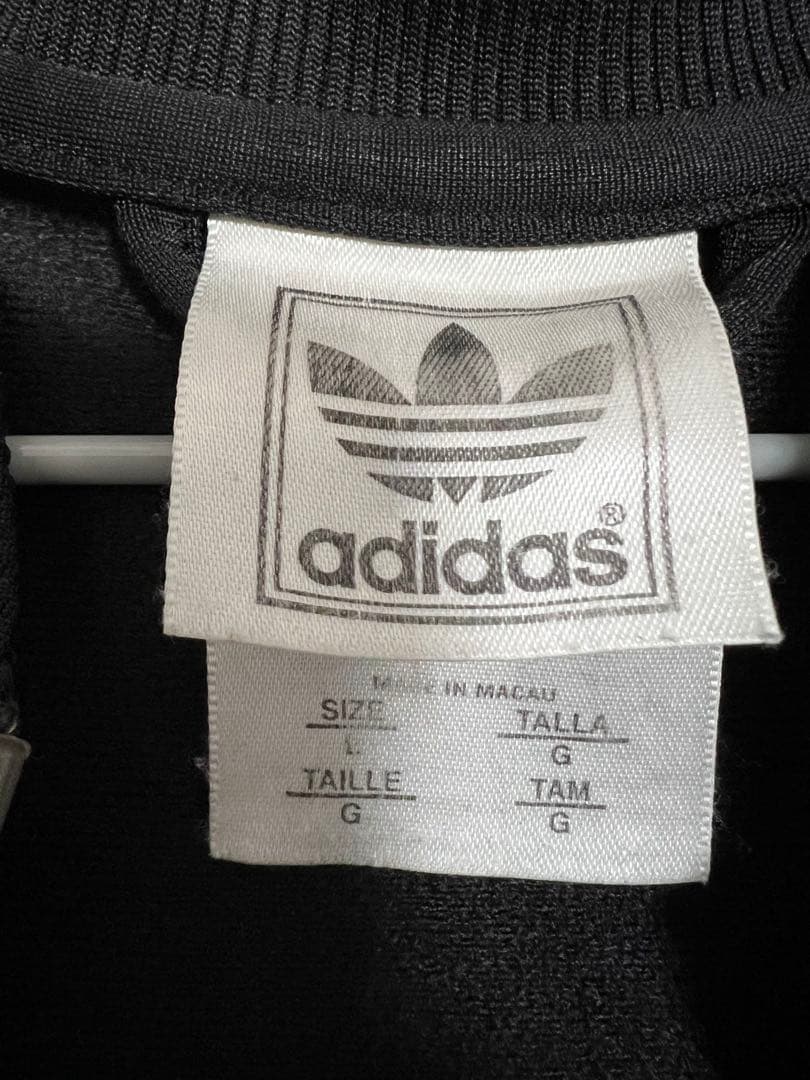 adidas®
MADE IN MACAU
SIZE TALLA
L G
TAILLE TAM
G G